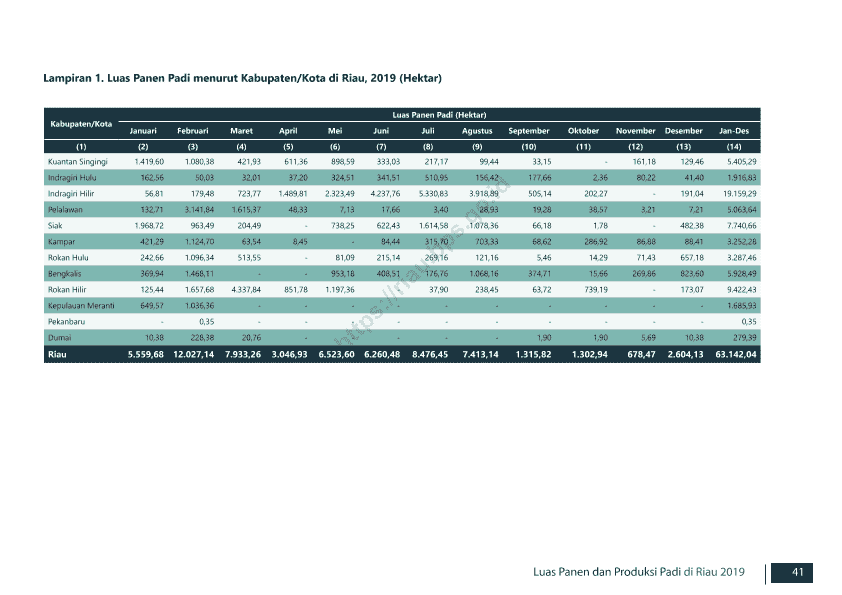 Lampiran 1. Luas Panen Padi menurut Kabupaten/Kota di Riau, 2019 (Hektar)
Kabupaten/Kota Luas Panen Padi (Hektar)
Januari Februari Maret April Mei Juni Juli Agustus September Oktober November Desember Jan-Des
(1) (2) (3) (4) (5) (6) (7) (8) (9) (10) (11) (12) (13) (14)
Kuantan Singingi 1.419,60 1.080,38 421,93 611,36 898,59 333,03 217,17 99,44 33,15 - 161,18 129,46 5.405,29
Indragiri Hulu 162,56 50,03 32,01 37,20 324,51 341,51 510,95 156,42 177,66 2,36 80,22 41,40 1.916,83
Indragiri Hilir 56,81 179,48 723,77 1.489,81 2.323,49 4.237,76 5.330,83 3.918,89 505,14 202,27 - 191,04 19.159,29
Pelalawan 132,71 3.141,84 1.615,37 48,33 7,13 17,66 3,40 28,93 19,28 38,57 3,21 7,21 5.063,64
Siak 1.968,72 963,49 204,49 - 738,25 622,43 1.614,58 1.078,36 66,18 1,78 - 482,38 7.740,66
Kampar 421,29 1.124,70 63,54 8,45 - 84,44 315,70 703,33 68,62 286,92 86,88 88,41 3.252,28
Rokan Hulu 242,66 1.096,34 513,55 - 81,09 215,14 269,16 121,16 5,46 14,29 71,43 657,18 3.287,46
Bengkalis 369,94 1.468,11 - - 953,18 408,51 176,76 1.068,16 374,71 15,66 269,86 823,60 5.928,49
Rokan Hilir 125,44 1.657,68 4.337,84 851,78 1.197,36 - 37,90 238,45 63,72 739,19 - 173,07 9.422,43
Kepulauan Meranti 649,57 1.036,36 - - - - - - - - - - 1.685,93
Pekanbaru - 0,35 - - - - - - - - - - 0,35
Dumai 10,38 228,38 20,76 - - - - - 1,90 1,90 5,69 10,38 279,39
Riau 5.559,68 12.027,14 7.933,26 3.046,93 6.523,60 6.260,48 8.476,45 7.413,14 1.315,82 1.302,94 678,47 2.604,13 63.142,04
https://riau.bps.go.id
Luas Panen dan Produksi Padi di Riau 2019 41